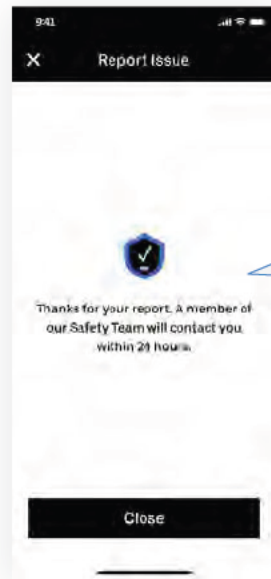 9:41
Report Issue
Thanks for your report. A member of
our Safety Team will contact you
within 24 hours.
Close